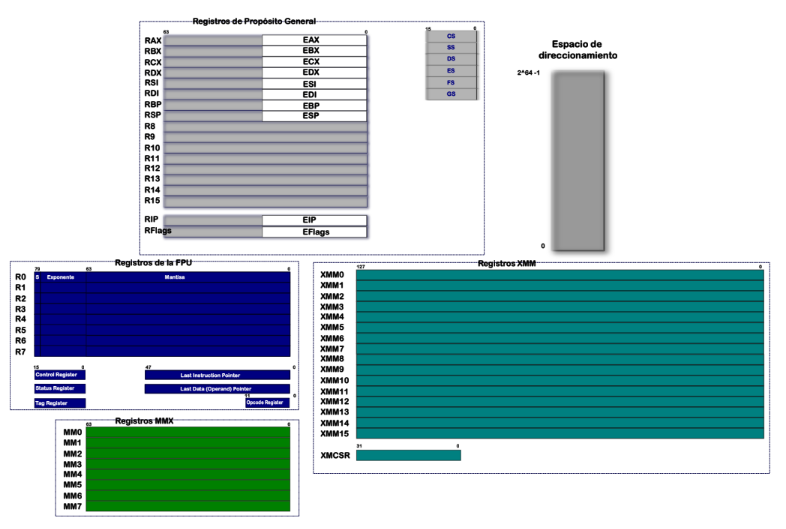 Registros de Propósito General
63 0
RAX EAX
RBX EBX
RCX ECX
RDX EDX
RSI ESI
RDI EDI
RBP EBP
RSP ESP
R8
R9
R10
R11
R12
R13
R14
R15
RIP EIP
RFlags EFlags
15 0
CS
SS
DS
ES
FS
GS
Espacio de
direccionamiento
2^64 -1
0
Registros de la FPU
79 63 0
R0 S Exponente Mantisa
R1
R2
R3
R4
R5
R6
R7
15 0 47 0
Control Register Last Instruction Pointer
Status Register Last Data (Operand) Pointer
11 0
Tag Register Opcode Register
Registros MMX
63 0
MM0
MM1
MM2
MM3
MM4
MM5
MM6
MM7
Registros XMM
127 0
XMM0
XMM1
XMM2
XMM3
XMM4
XMM5
XMM6
XMM7
XMM8
XMM9
XMM10
XMM11
XMM12
XMM13
XMM14
XMM15
31 0
XMCSR